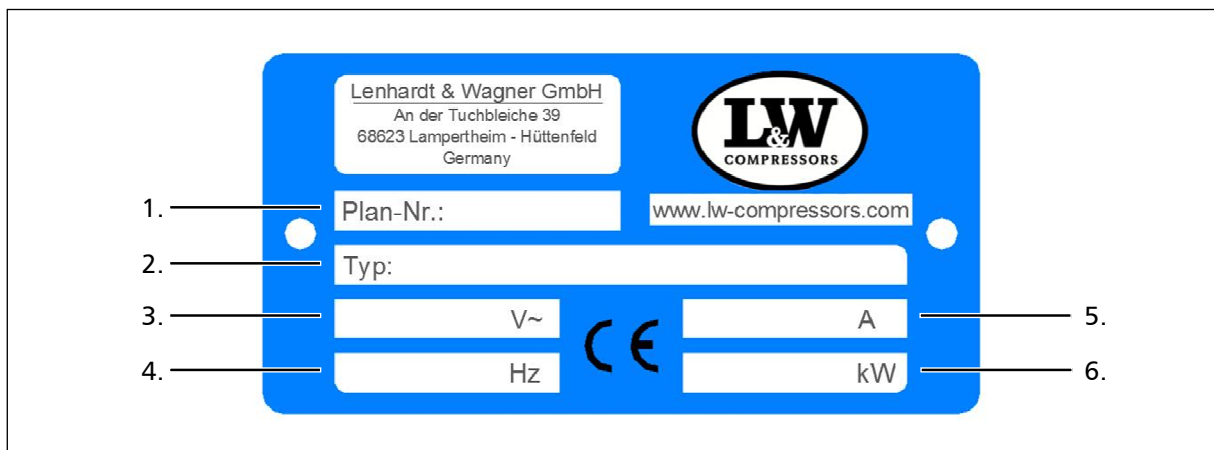 Lenhardt & Wagner GmbH
An der Tuchbleiche 39
68623 Lampertheim - Hüttenfeld
Germany
L&W
COMPRESSORS
1.
Plan-Nr.:
www.lw-compressors.com
2.
Typ:
3.
V~
CE
A
5.
4.
Hz
kW
6.